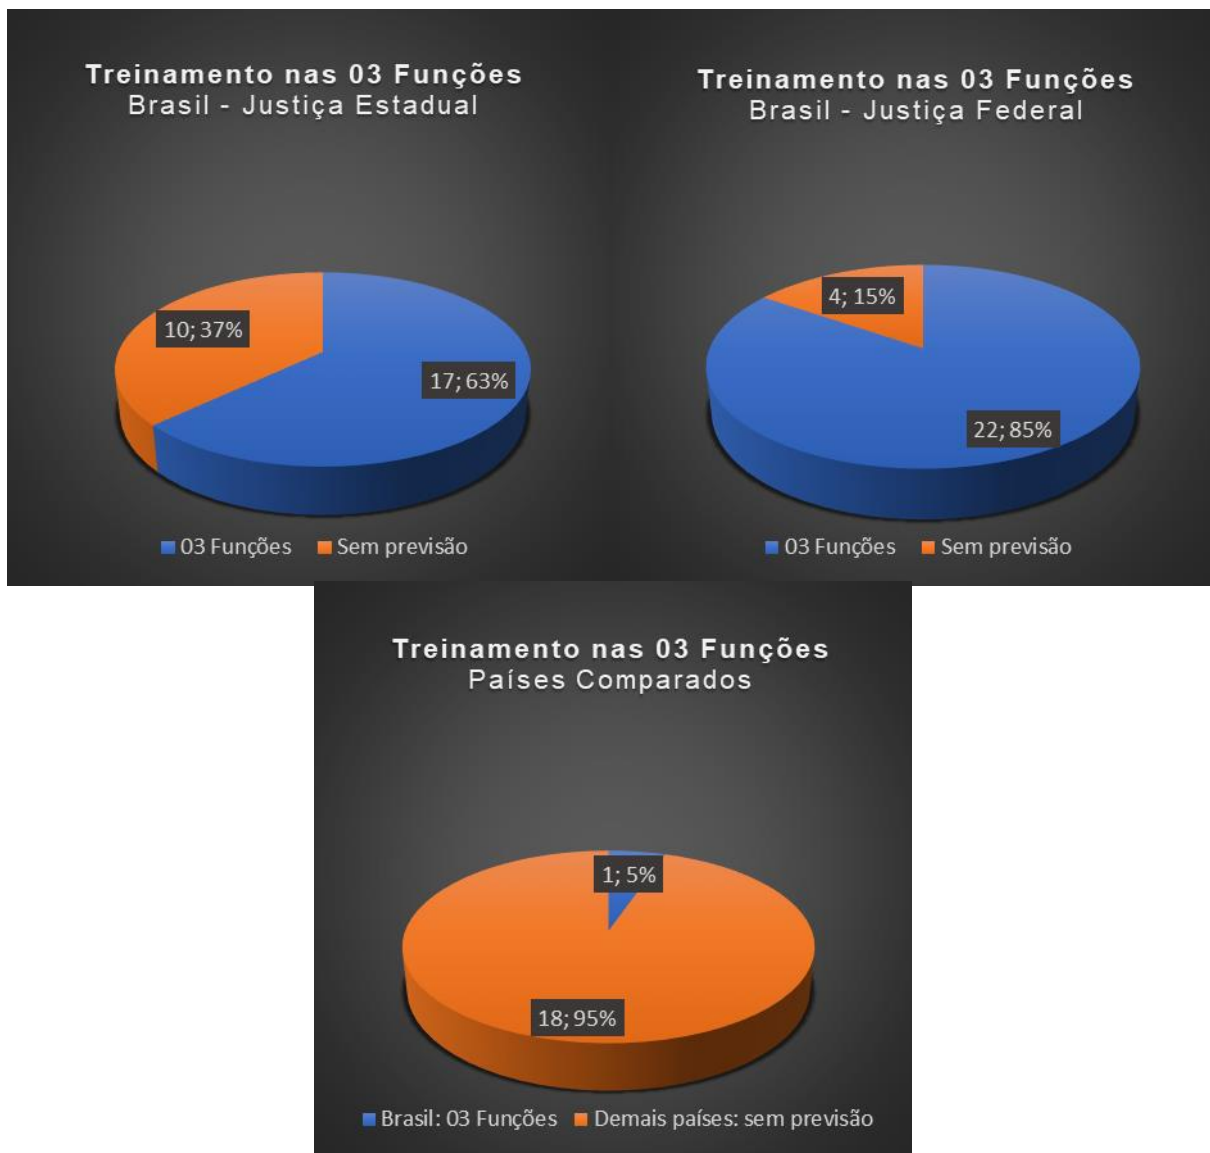 Treinamento nas 03 Funções
Brasil - Justiça Estadual
10; 37%
17; 63%
03 Funções Sem previsão
Treinamento nas 03 Funções
Brasil - Justiça Federal
4; 15%
22; 85%
03 Funções Sem previsão
Treinamento nas 03 Funções
Países Comparados
1; 5%
18; 95%
Brasil: 03 Funções Demais países: sem previsão